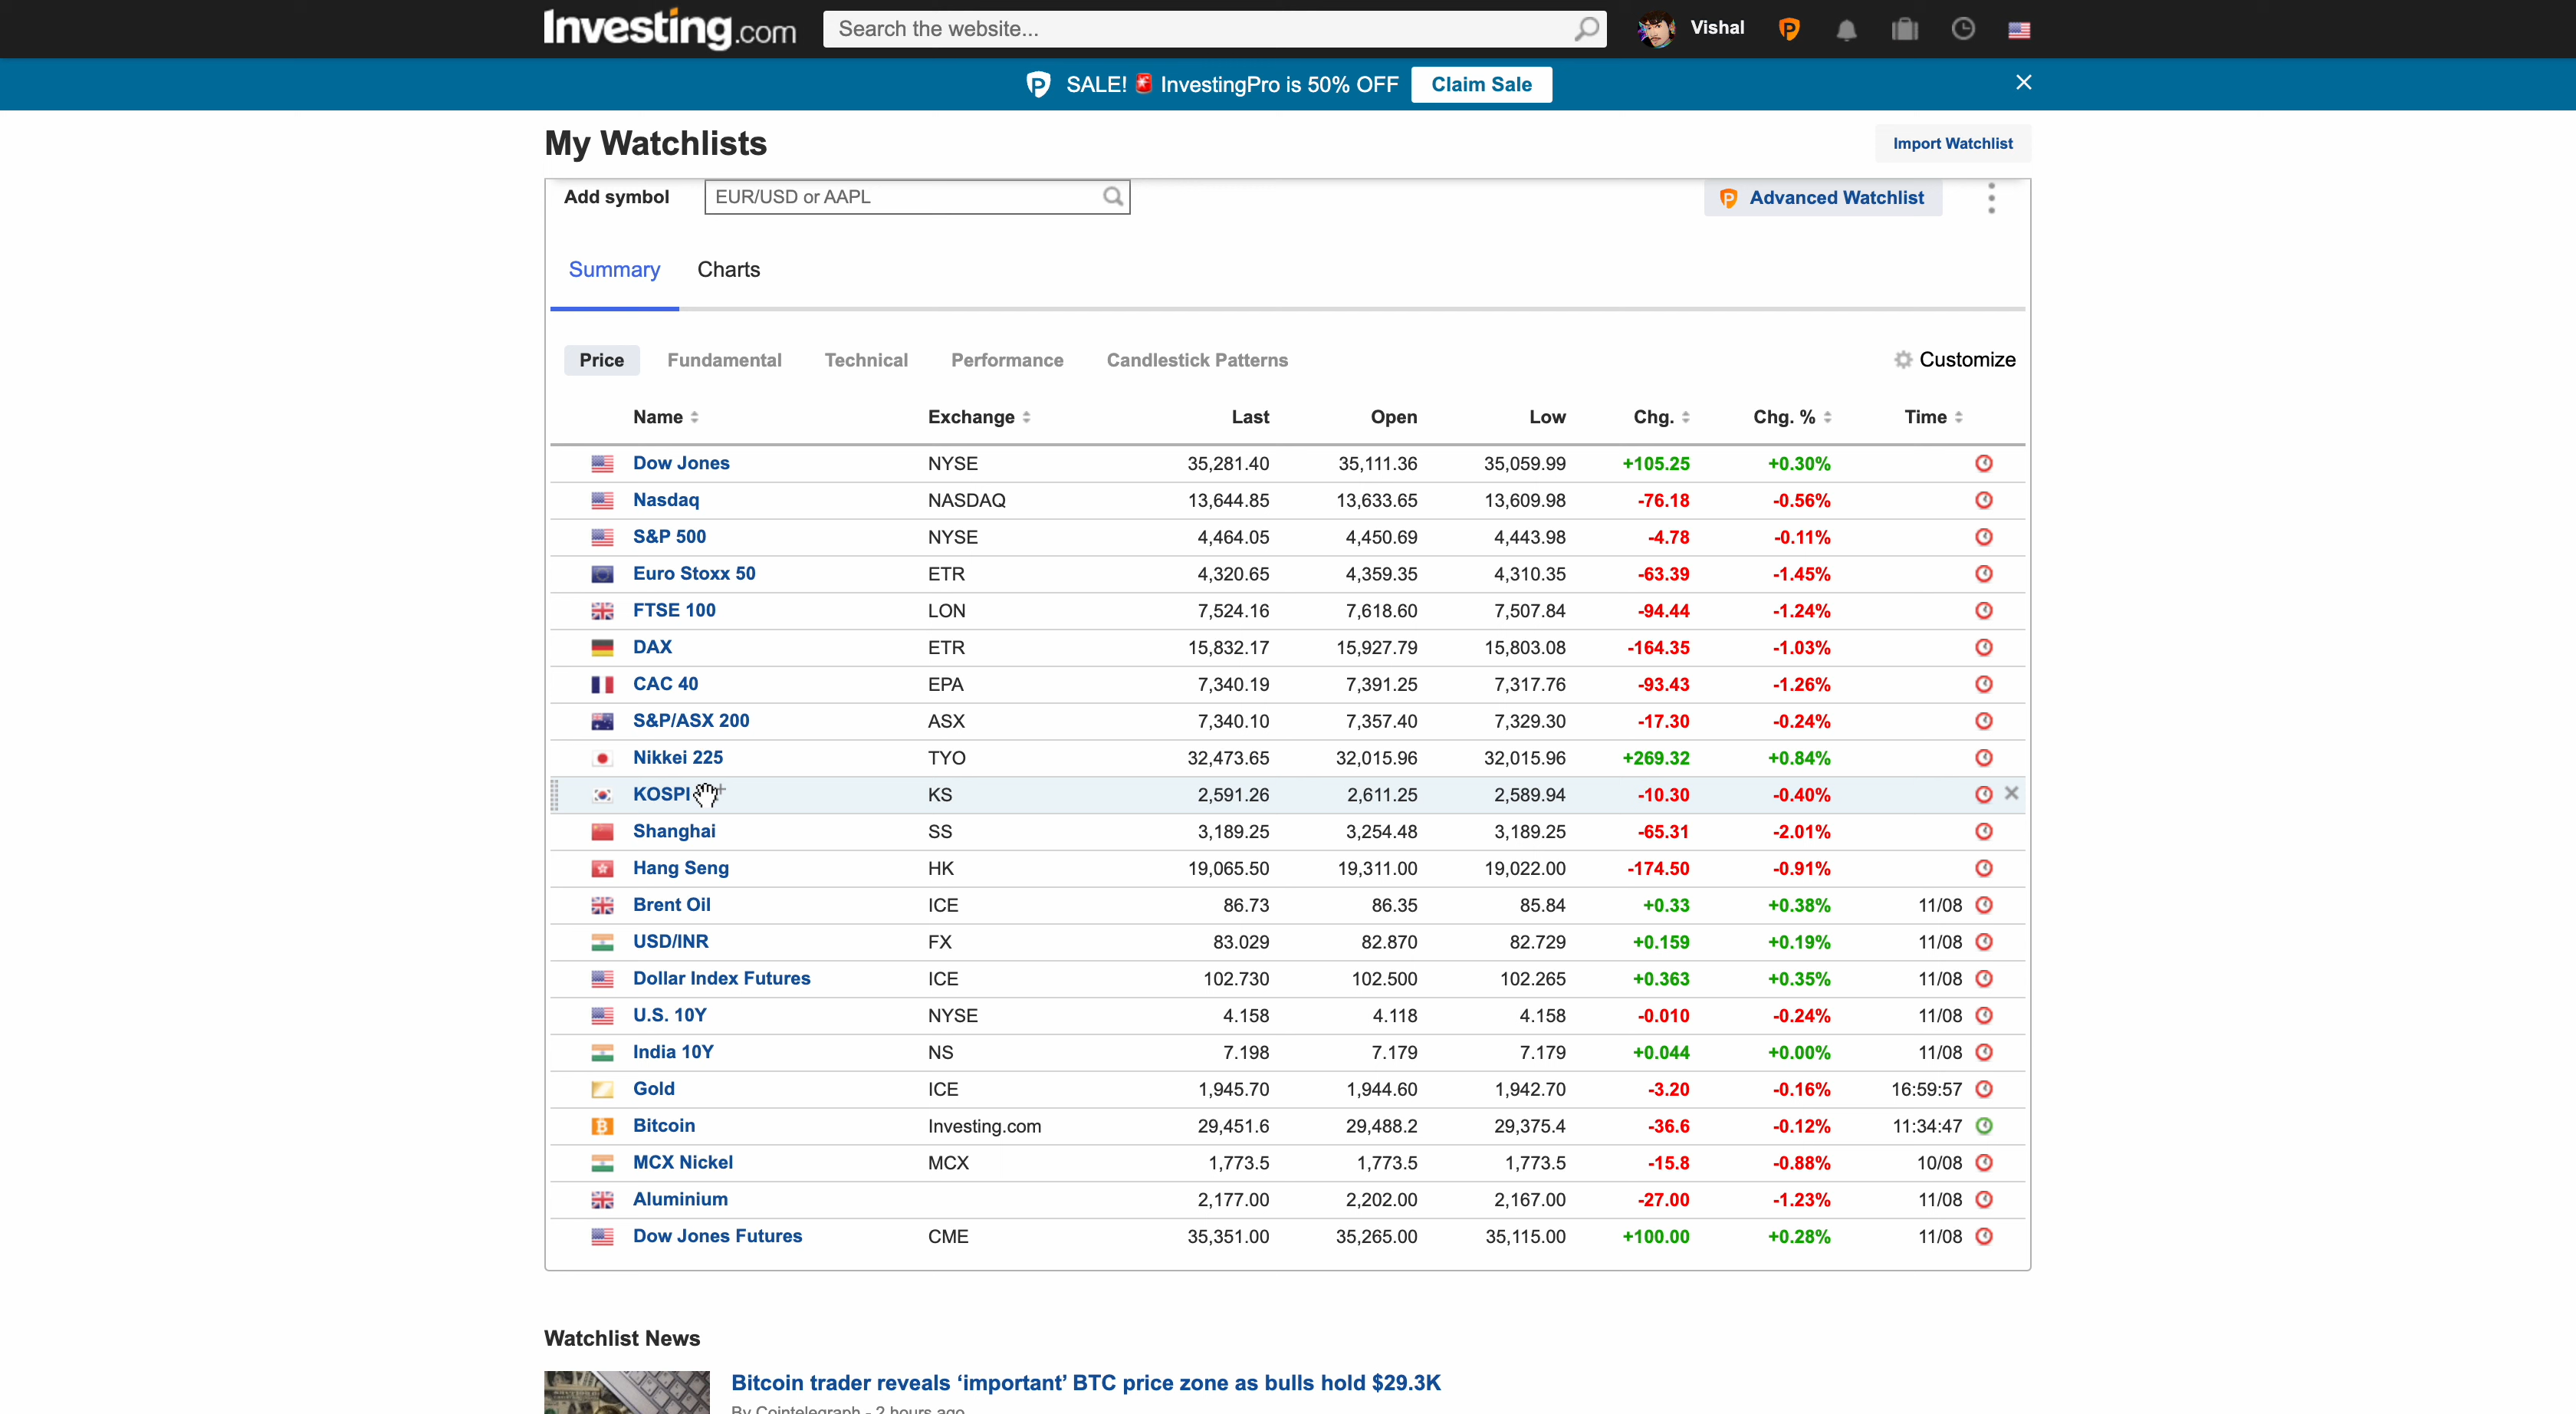 Investing.com Search the website... Vishal
SALE! 🚨 InvestingPro is 50% OFF Claim Sale
My Watchlists Import Watchlist
Add symbol EUR/USD or AAPL Advanced Watchlist
Summary Charts
Price Fundamental Technical Performance Candlestick Patterns Customize
Name Exchange Last Open Low Chg. Chg. % Time
Dow Jones NYSE 35,281.40 35,111.36 35,059.99 +105.25 +0.30%
Nasdaq NASDAQ 13,644.85 13,633.65 13,609.98 -76.18 -0.56%
S&P 500 NYSE 4,464.05 4,450.69 4,443.98 -4.78 -0.11%
Euro Stoxx 50 ETR 4,320.65 4,359.35 4,310.35 -63.39 -1.45%
FTSE 100 LON 7,524.16 7,618.60 7,507.84 -94.44 -1.24%
DAX ETR 15,832.17 15,927.79 15,803.08 -164.35 -1.03%
CAC 40 EPA 7,340.19 7,391.25 7,317.76 -93.43 -1.26%
S&P/ASX 200 ASX 7,340.10 7,357.40 7,329.30 -17.30 -0.24%
Nikkei 225 TYO 32,473.65 32,015.96 32,015.96 +269.32 +0.84%
KOSPI KS 2,591.26 2,611.25 2,589.94 -10.30 -0.40%
Shanghai SS 3,189.25 3,254.48 3,189.25 -65.31 -2.01%
Hang Seng HK 19,065.50 19,311.00 19,022.00 -174.50 -0.91%
Brent Oil ICE 86.73 86.35 85.84 +0.33 +0.38% 11/08
USD/INR FX 83.029 82.870 82.729 +0.159 +0.19% 11/08
Dollar Index Futures ICE 102.730 102.500 102.265 +0.363 +0.35% 11/08
U.S. 10Y NYSE 4.158 4.118 4.158 -0.010 -0.24% 11/08
India 10Y NS 7.198 7.179 7.179 +0.044 +0.00% 11/08
Gold ICE 1,945.70 1,944.60 1,942.70 -3.20 -0.16% 16:59:57
Bitcoin Investing.com 29,451.6 29,488.2 29,375.4 -36.6 -0.12% 11:34:47
MCX Nickel MCX 1,773.5 1,773.5 1,773.5 -15.8 -0.88% 10/08
Aluminium 2,177.00 2,202.00 2,167.00 -27.00 -1.23% 11/08
Dow Jones Futures CME 35,351.00 35,265.00 35,115.00 +100.00 +0.28% 11/08
Watchlist News
Bitcoin trader reveals ‘important’ BTC price zone as bulls hold $29.3K
By Cointelegraph - 2 hours ago